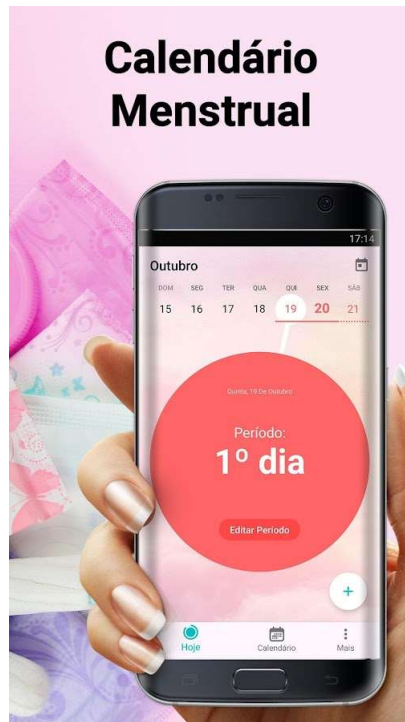 Calendário
Menstrual
17:14
Outubro
DOM SEG TER QUA QUI SEX SÁB
15 16 17 18 19 20 21
Quinta, 19 De Outubro
Período:
1º dia
Editar Período
+
Hoje Calendário Mais